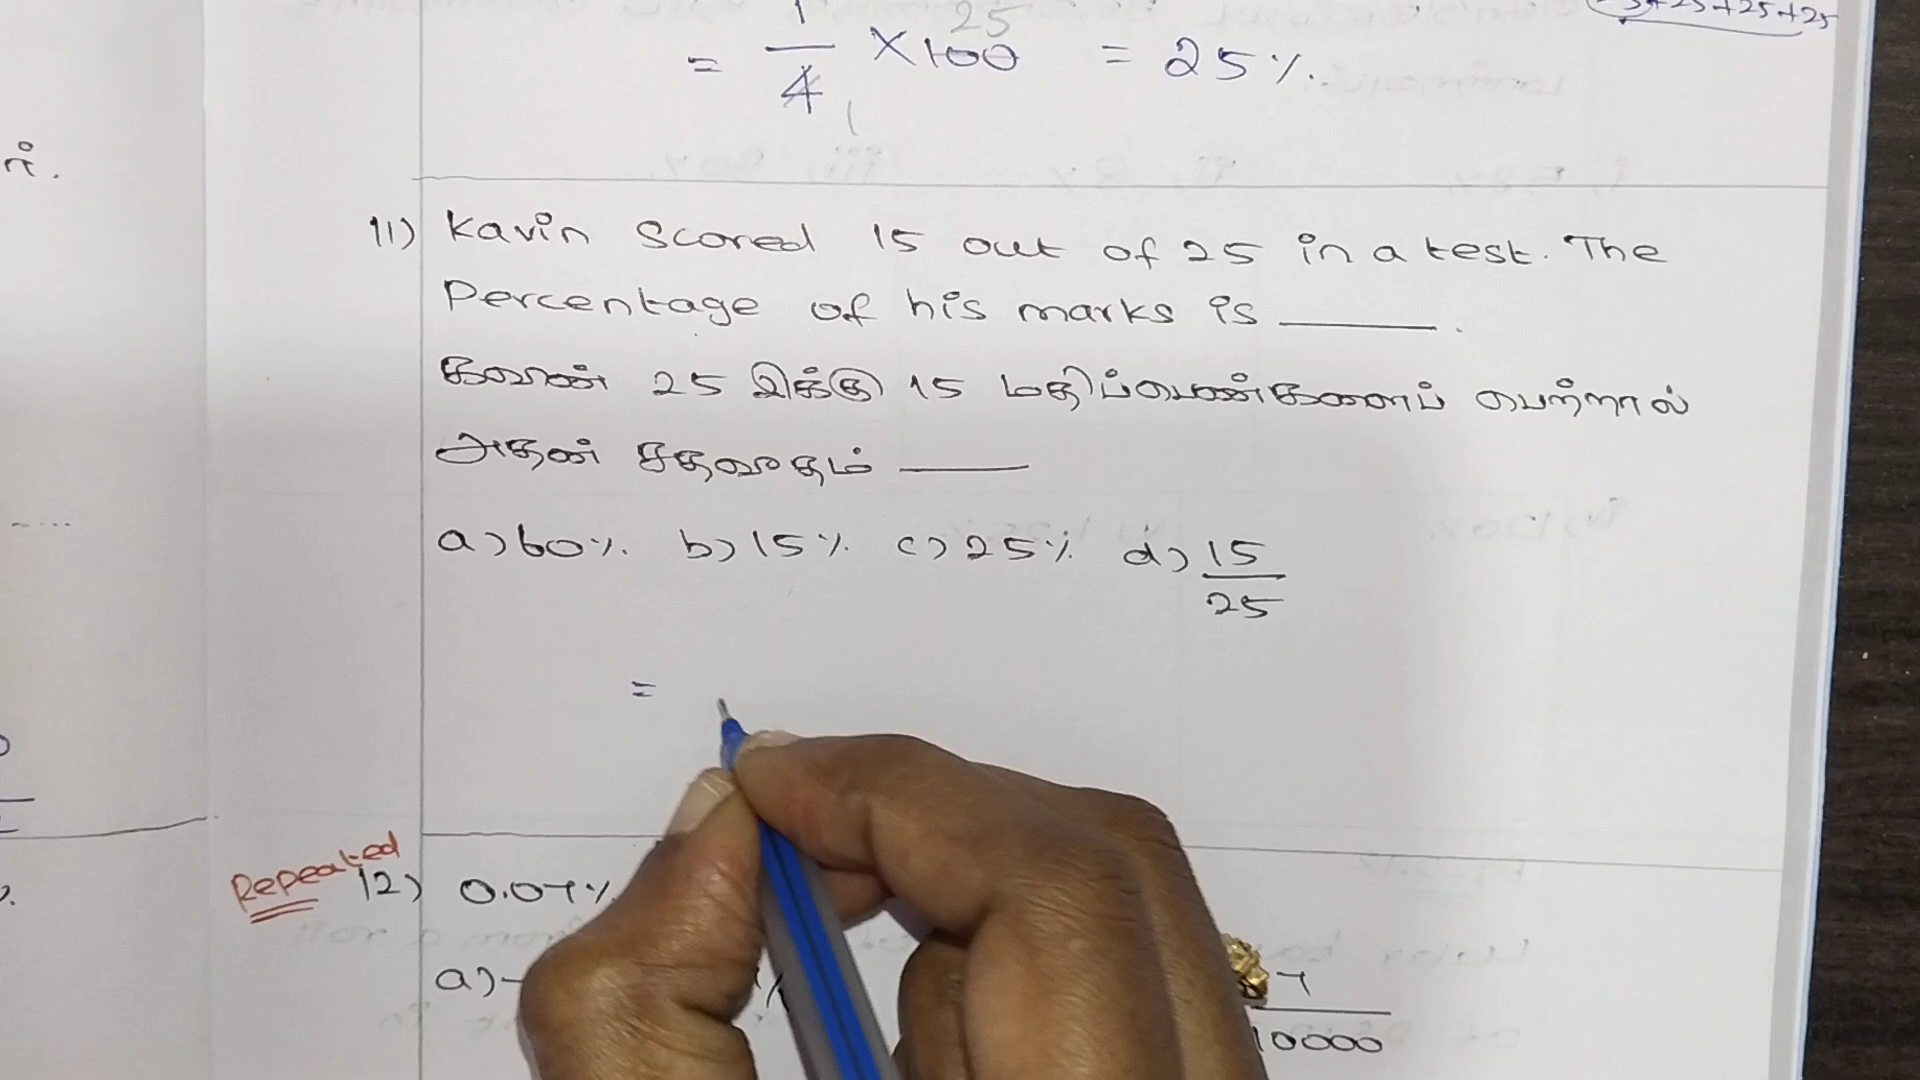 = 1/4 × 100 = 25%.
25
1
11) Kavin Scored 15 out of 25 in a test. The
Percentage of his marks is ______ .
கவின் 25 இக்கு 15 மதிப்பெண்களைப் பெற்றால்
அதன் சதவீதம் ______
a) 60%. b) 15% c) 25% d) 15/25
=
Repeated
12) 0.07%
a)
10000